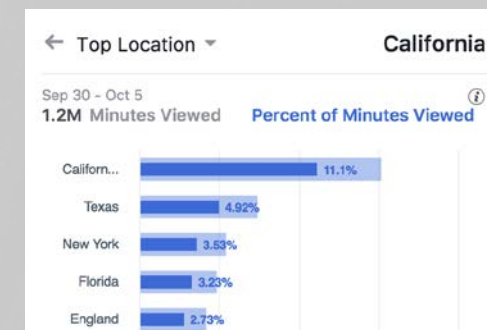 ← Top Location California
Sep 30 - Oct 5
1.2M Minutes Viewed Percent of Minutes Viewed
Californ... 11.1%
Texas 4.92%
New York 3.53%
Florida 3.23%
England 2.73%